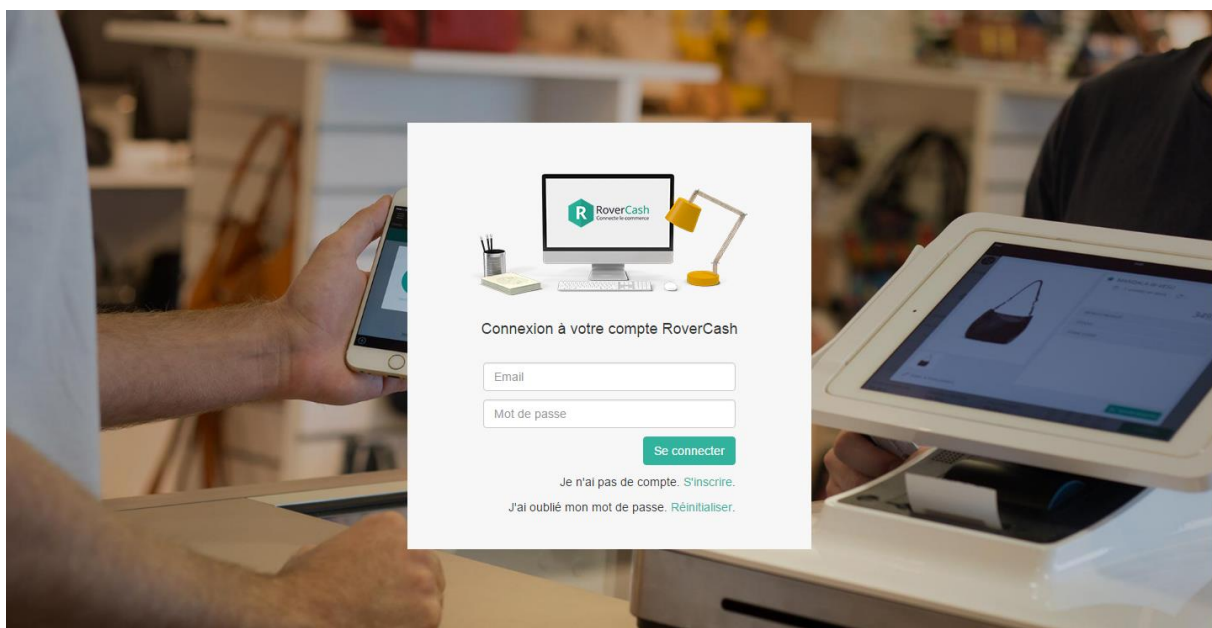 RoverCash
Connecte le commerce
Connexion à votre compte RoverCash
Email
Mot de passe
Se connecter
Je n'ai pas de compte. S'inscrire.
J'ai oublié mon mot de passe. Réinitialiser.